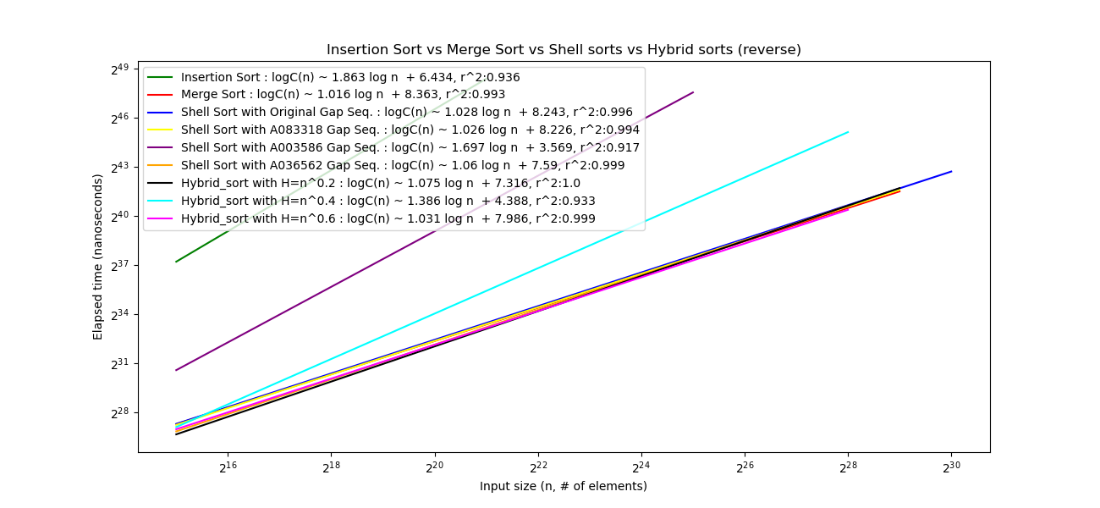 Insertion Sort vs Merge Sort vs Shell sorts vs Hybrid sorts (reverse)
Insertion Sort : logC(n) ~ 1.863 log n  + 6.434, r^2:0.936
Merge Sort : logC(n) ~ 1.016 log n  + 8.363, r^2:0.993
Shell Sort with Original Gap Seq. : logC(n) ~ 1.028 log n  + 8.243, r^2:0.996
Shell Sort with A083318 Gap Seq. : logC(n) ~ 1.026 log n  + 8.226, r^2:0.994
Shell Sort with A003586 Gap Seq. : logC(n) ~ 1.697 log n  + 3.569, r^2:0.917
Shell Sort with A036562 Gap Seq. : logC(n) ~ 1.06 log n  + 7.59, r^2:0.999
Hybrid_sort with H=n^0.2 : logC(n) ~ 1.075 log n  + 7.316, r^2:1.0
Hybrid_sort with H=n^0.4 : logC(n) ~ 1.386 log n  + 4.388, r^2:0.933
Hybrid_sort with H=n^0.6 : logC(n) ~ 1.031 log n  + 7.986, r^2:0.999
Elapsed time (nanoseconds)
2^49
2^46
2^43
2^40
2^37
2^34
2^31
2^28
2^16 2^18 2^20 2^22 2^24 2^26 2^28 2^30
Input size (n, # of elements)